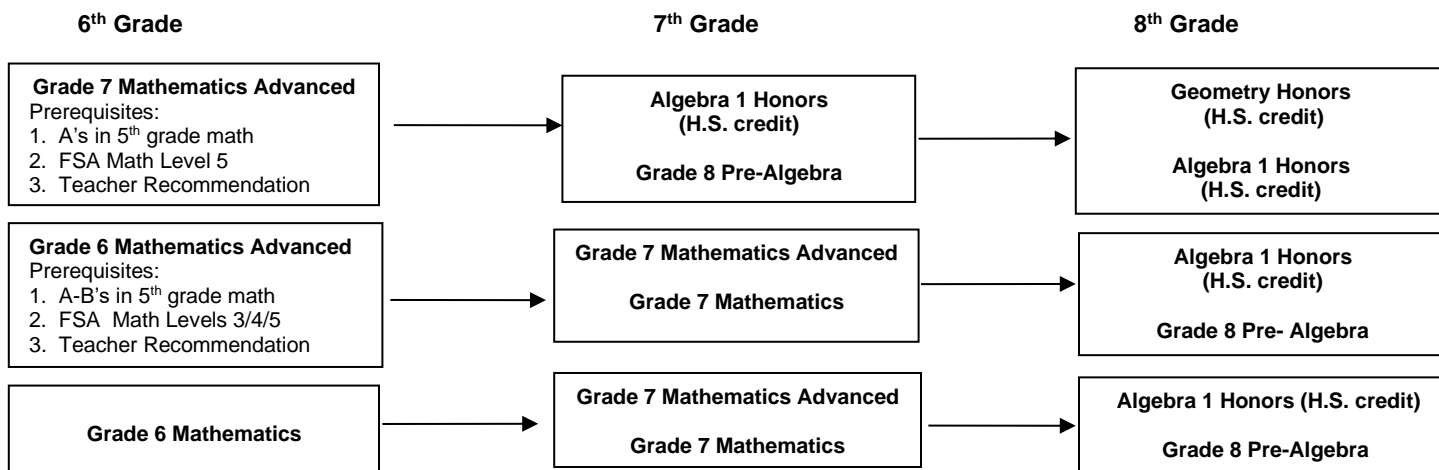 6th Grade
7th Grade
8th Grade
Grade 7 Mathematics Advanced
Prerequisites:
1. A's in 5th grade math
2. FSA Math Level 5
3. Teacher Recommendation
Algebra 1 Honors
(H.S. credit)
Grade 8 Pre-Algebra
Geometry Honors
(H.S. credit)
Algebra 1 Honors
(H.S. credit)
Grade 6 Mathematics Advanced
Prerequisites:
1. A-B's in 5th grade math
2. FSA Math Levels 3/4/5
3. Teacher Recommendation
Grade 7 Mathematics Advanced
Grade 7 Mathematics
Algebra 1 Honors
(H.S. credit)
Grade 8 Pre- Algebra
Grade 6 Mathematics
Grade 7 Mathematics Advanced
Grade 7 Mathematics
Algebra 1 Honors (H.S. credit)
Grade 8 Pre-Algebra